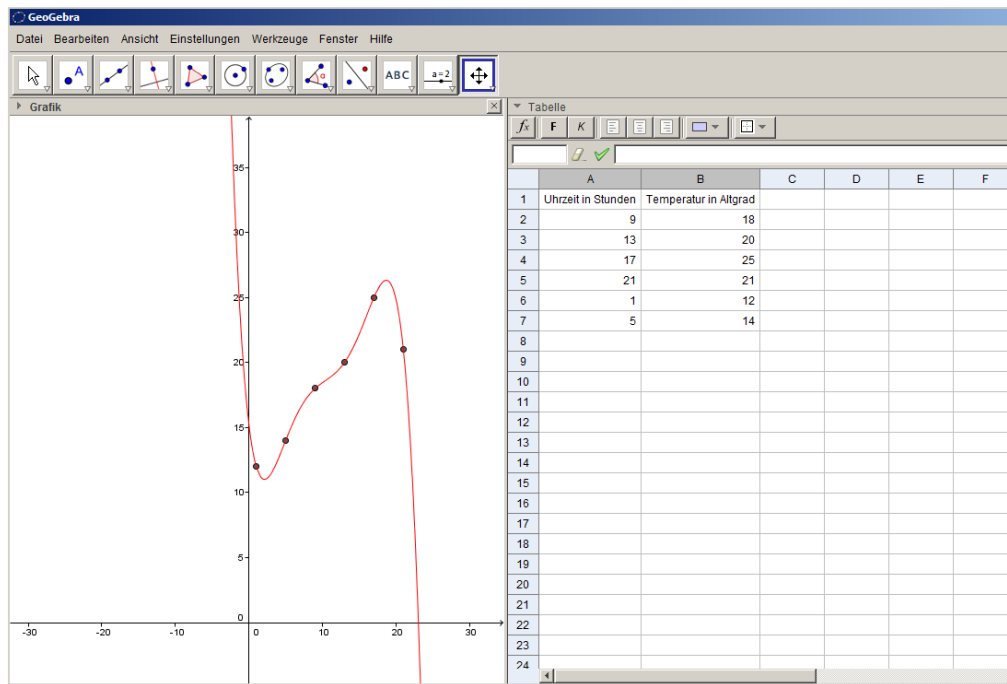 GeoGebra
Datei Bearbeiten Ansicht Einstellungen Werkzeuge Fenster Hilfe
A α ABC a=2
Grafik
Tabelle
fx F K
A B C D E F
1 Uhrzeit in Stunden Temperatur in Altgrad
2 9 18
3 13 20
4 17 25
5 21 21
6 1 12
7 5 14
8
9
10
11
12
13
14
15
16
17
18
19
20
21
22
23
24
35
30
25
20
15
10
5
0
-30 -20 -10 0 10 20 30